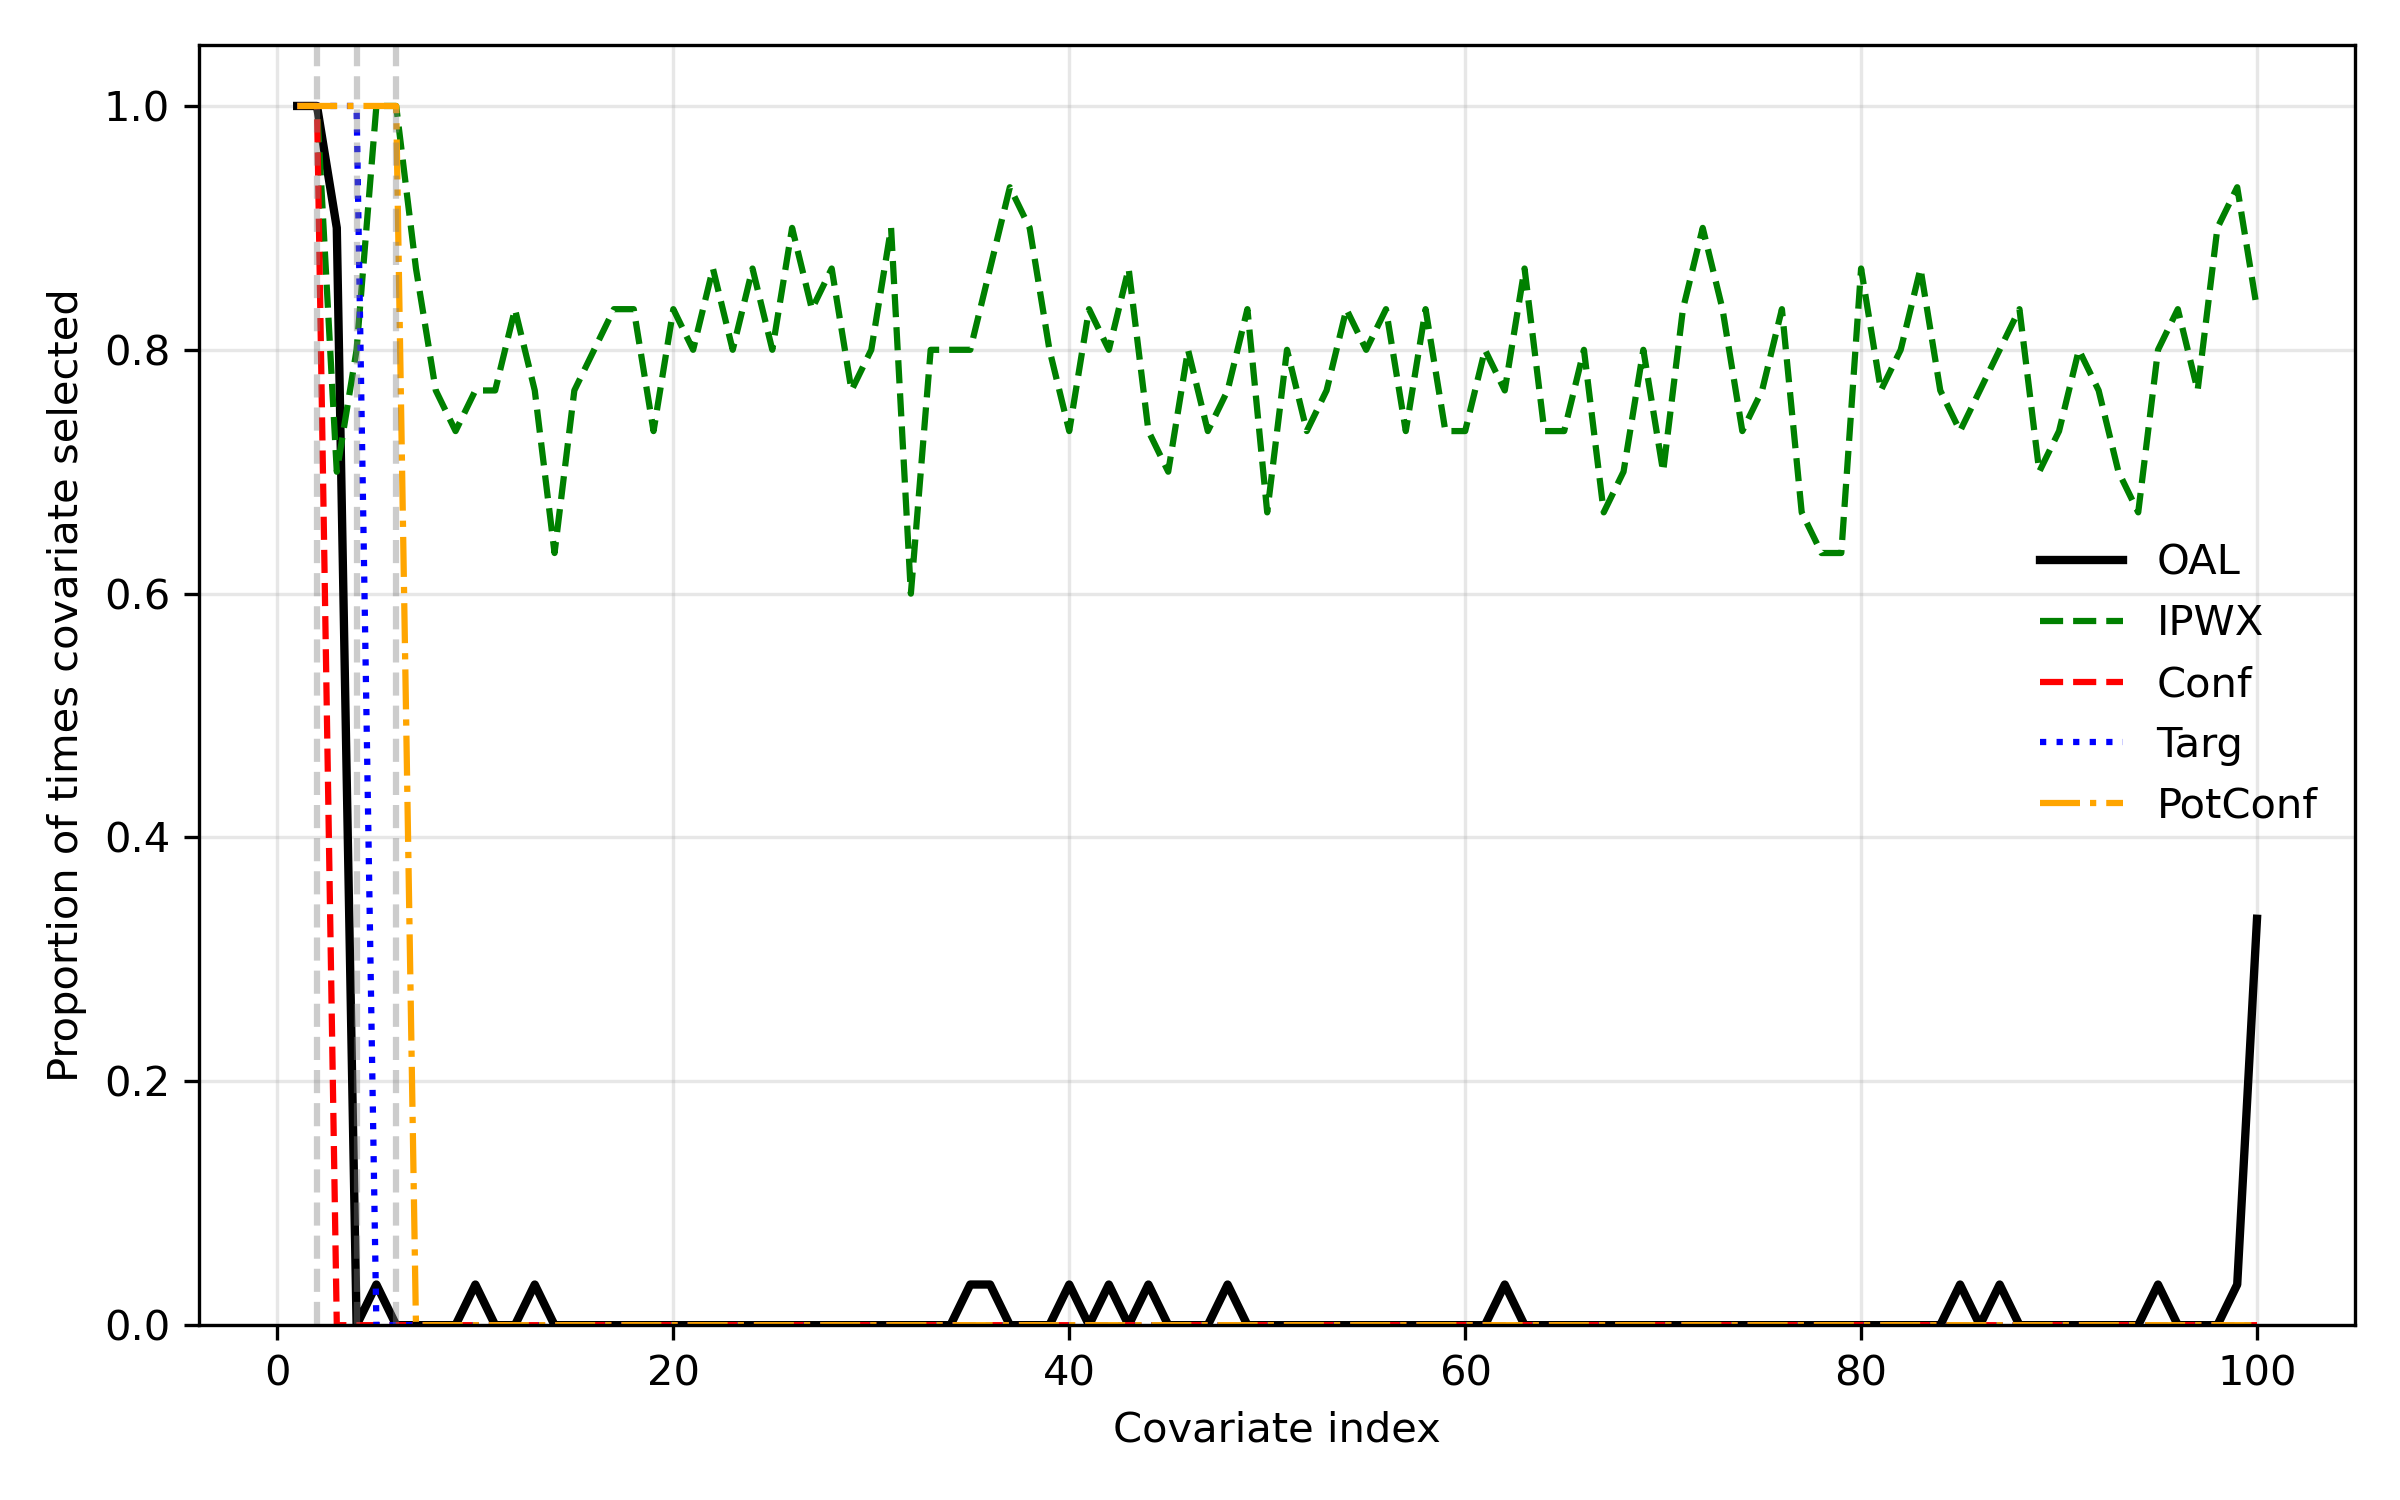 Proportion of times covariate selected
1.0
0.8
0.6
0.4
0.2
0.0
OAL
IPWX
Conf
Targ
PotConf
0 20 40 60 80 100
Covariate index